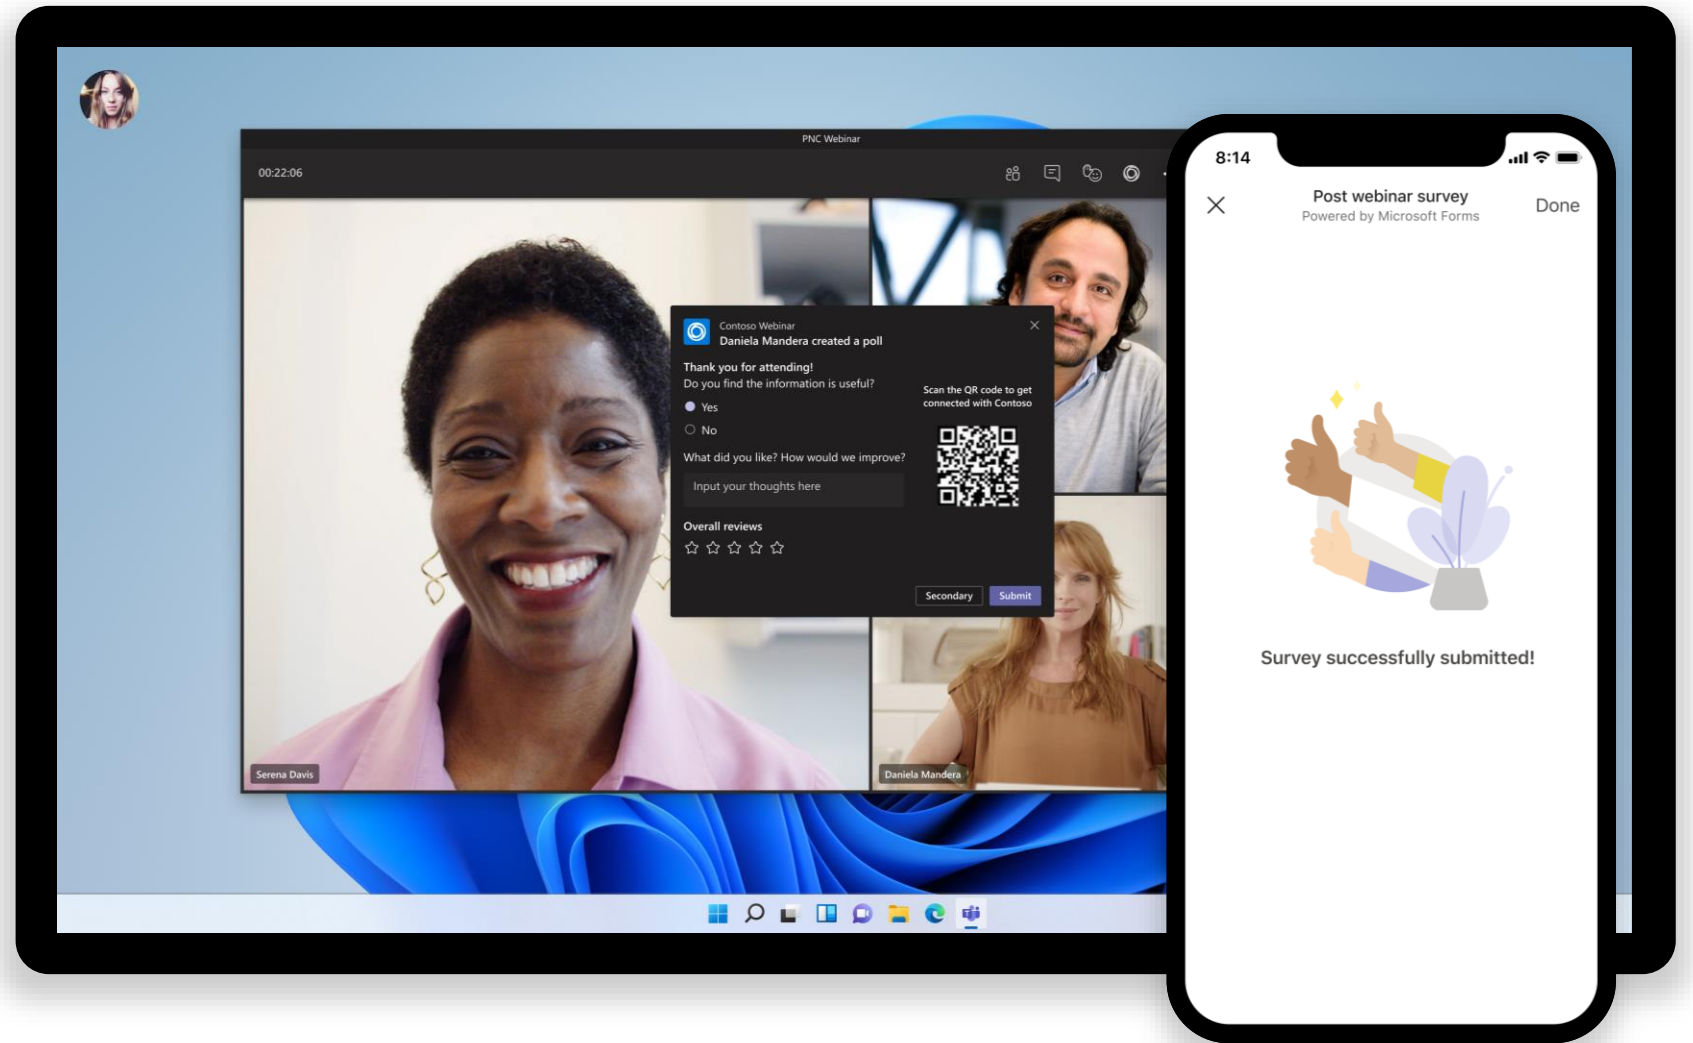 PNC Webinar
00:22:06
Contoso Webinar
Daniela Mandera created a poll
Thank you for attending!
Do you find the information is useful?
Yes
No
What did you like? How would we improve?
Input your thoughts here
Overall reviews
Scan the QR code to get
connected with Contoso
Secondary
Submit
Serena Davis
Daniela Mandera
8:14
Post webinar survey
Powered by Microsoft Forms
Done
Survey successfully submitted!